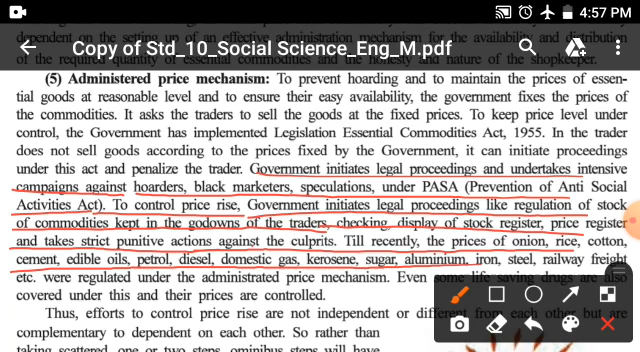 4:57 PM
dependent on the setting up of an effective administration mechanism for the availability and distribution
Copy of Std_10_Social Science_Eng_M.pdf
of the required quantity of essential commodities and the honesty and nature of the shopkeeper.
(5) Administered price mechanism: To prevent hoarding and to maintain the prices of essen-
tial goods at reasonable level and to ensure their easy availability, the government fixes the prices of
the commodities. It asks the traders to sell the goods at the fixed prices. To keep price level under
control, the Government has implemented Legislation Essential Commodities Act, 1955. In the trader
does not sell goods according to the prices fixed by the Government, it can initiate proceedings
under this act and penalize the trader. Government initiates legal proceedings and undertakes intensive
campaigns against hoarders, black marketers, speculations, under PASA (Prevention of Anti Social
Activities Act). To control price rise, Government initiates legal proceedings like regulation of stock
of commodities kept in the godowns of the traders, checking, display of stock register, price register
and takes strict punitive actions against the culprits. Till recently, the prices of onion, rice, cotton,
cement, edible oils, petrol, diesel, domestic gas, kerosene, sugar, aluminium, iron, steel, railway freight
etc. were regulated under the administrated price mechanism. Even some life saving drugs are also
covered under this and their prices are controlled.
Thus, efforts to control price rise are not independent or different from each other but are
complementary to dependent on each other. So rather than
taking scattered, one or two steps, ominibus steps will have